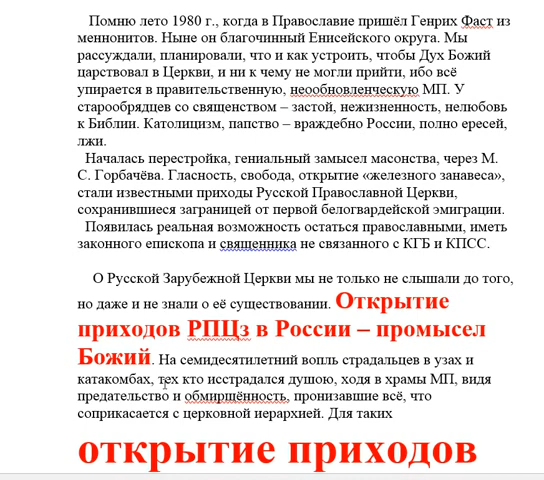 Помню лето 1980 г., когда в Православие пришёл Генрих Фаст из
меннонитов. Ныне он благочинный Енисейского округа. Мы
рассуждали, планировали, что и как устроить, чтобы Дух Божий
царствовал в Церкви, и ни к чему не могли прийти, ибо всё
упирается в правительственную, неообновленческую МП. У
старообрядцев со священством – застой, нежизненность, нелюбовь
к Библии. Католицизм, папство – враждебно России, полно ересей,
лжи.
Началась перестройка, гениальный замысел масонства, через М.
С. Горбачёва. Гласность, свобода, открытие «железного занавеса»,
стали известными приходы Русской Православной Церкви,
сохранившиеся заграницей от первой белогвардейской эмиграции.
Появилась реальная возможность остаться православными, иметь
законного епископа и священника не связанного с КГБ и КПСС.
О Русской Зарубежной Церкви мы не только не слышали до того,
но даже и не знали о её существовании. Открытие
приходов РПЦз в России – промысел
Божий. На семидесятилетний вопль страдальцев в узах и
катакомбах, тех кто исстрадался душою, ходя в храмы МП, видя
предательство и обмирщённость, пронизавшие всё, что
соприкасается с церковной иерархией. Для таких
открытие приходов